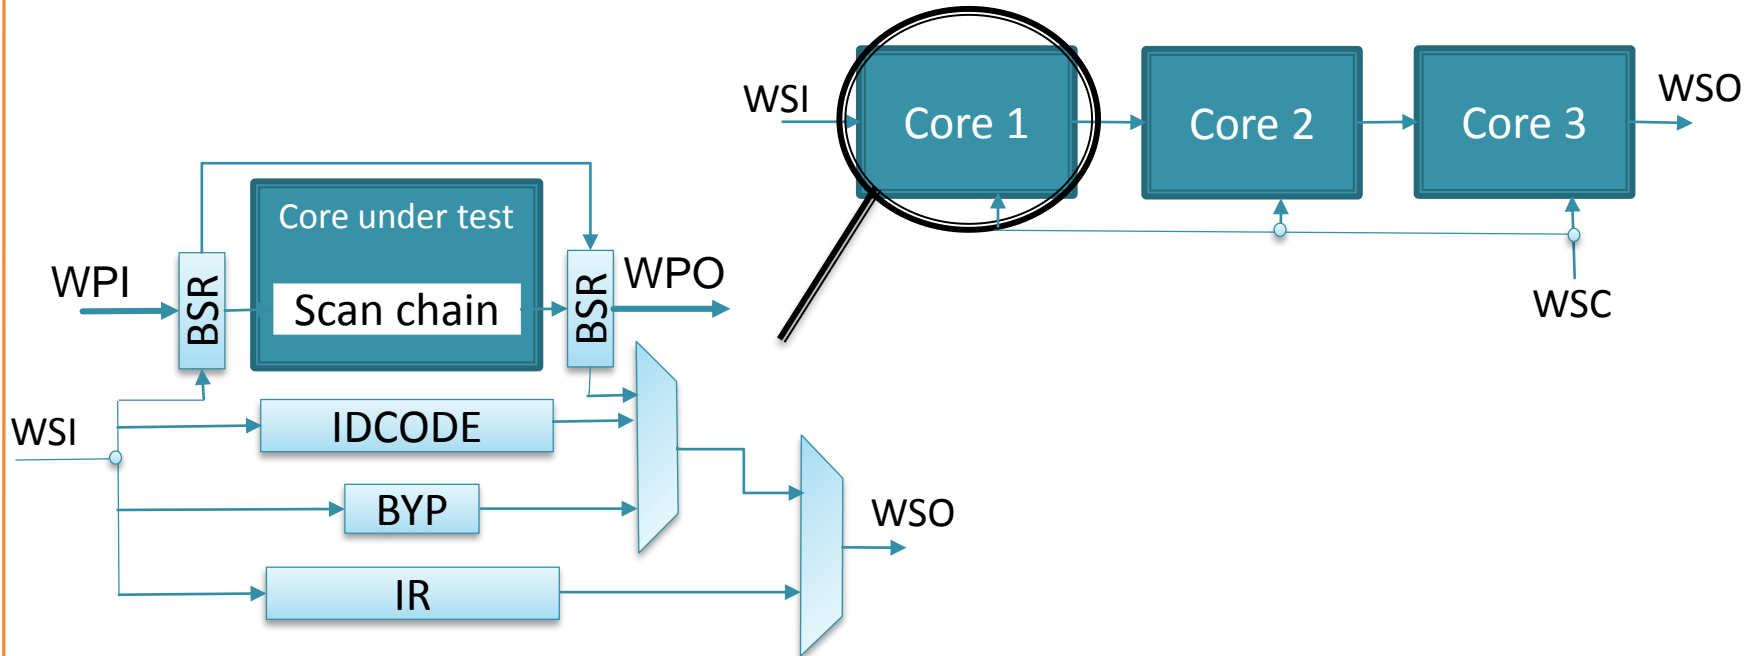 WSI
Core 1
Core 2
Core 3
WSO
WSC
Core under test
WPI
BSR
Scan chain
BSR
WPO
WSI
IDCODE
BYP
WSO
IR